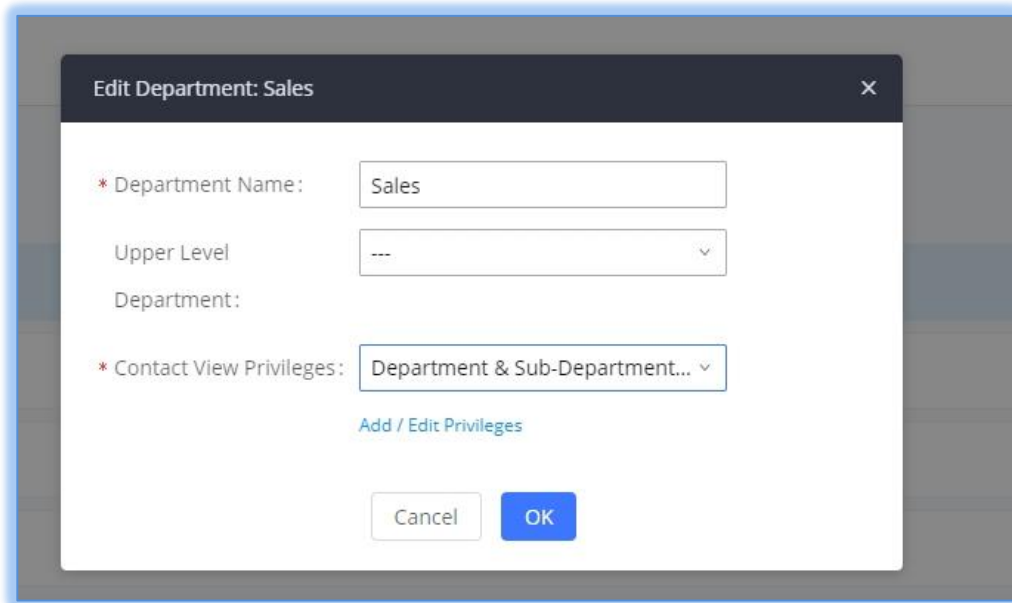 Edit Department: Sales
* Department Name: Sales
Upper Level Department: ---
* Contact View Privileges: Department & Sub-Department...
Add / Edit Privileges
Cancel OK